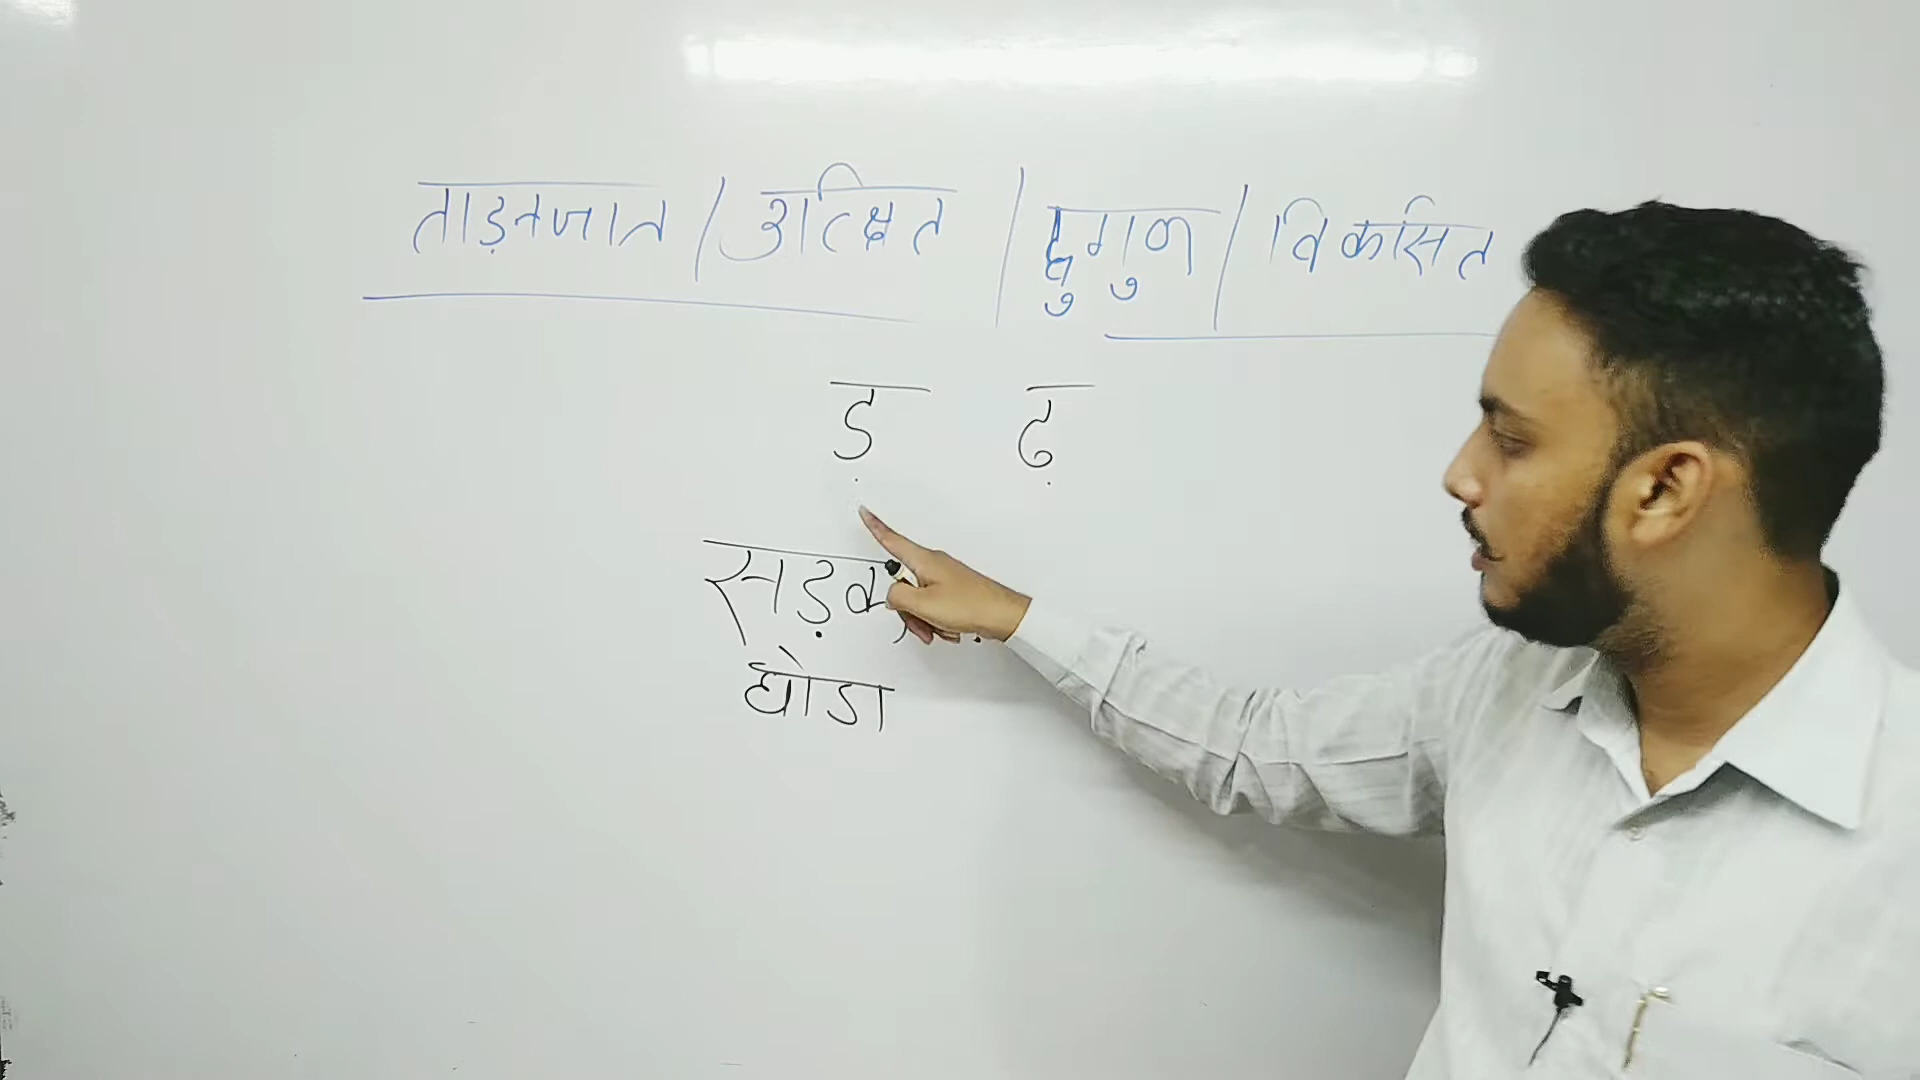 ताड़नजात / उत्क्षिप्त / द्वुगुण / विकसित
ड़ ढ़
सड़क,
घोडा